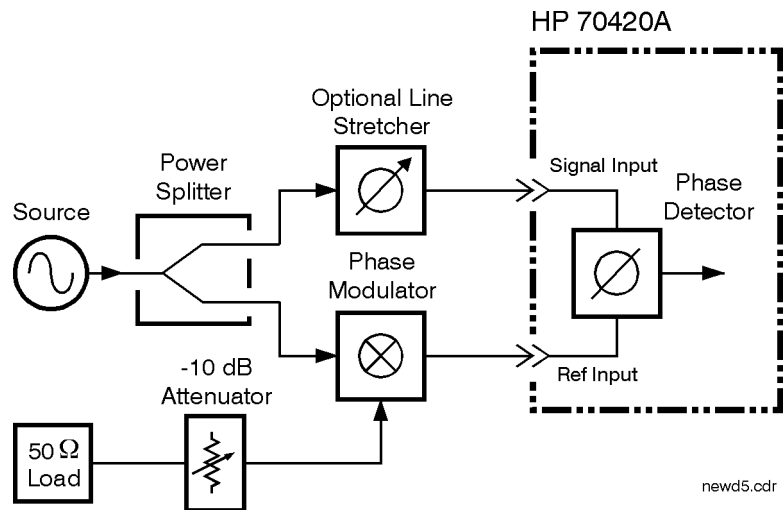 HP 70420A
Optional Line
Stretcher
Signal Input
Power
Splitter
Phase
Detector
Source
Phase
Modulator
-10 dB
Attenuator
Ref Input
50 Ω
Load
newd5.cdr